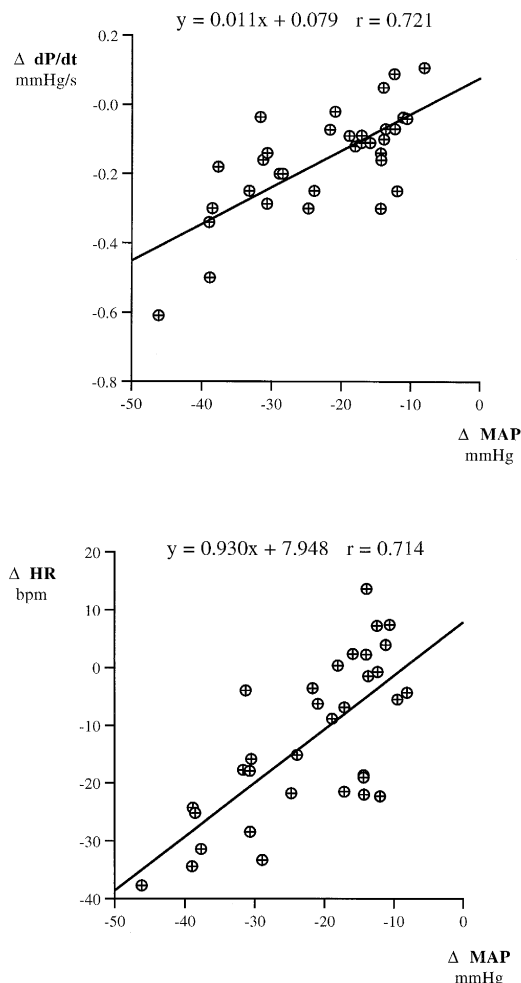 y = 0.011x + 0.079 r = 0.721
0.2
Δ dP/dt
mmHg/s
-0.0
-0.2
-0.4
-0.6
-0.8
-50 -40 -30 -20 -10 0
Δ MAP
mmHg
y = 0.930x + 7.948 r = 0.714
20
Δ HR
bpm
10
0
-10
-20
-30
-40
-50 -40 -30 -20 -10 0
Δ MAP
mmHg